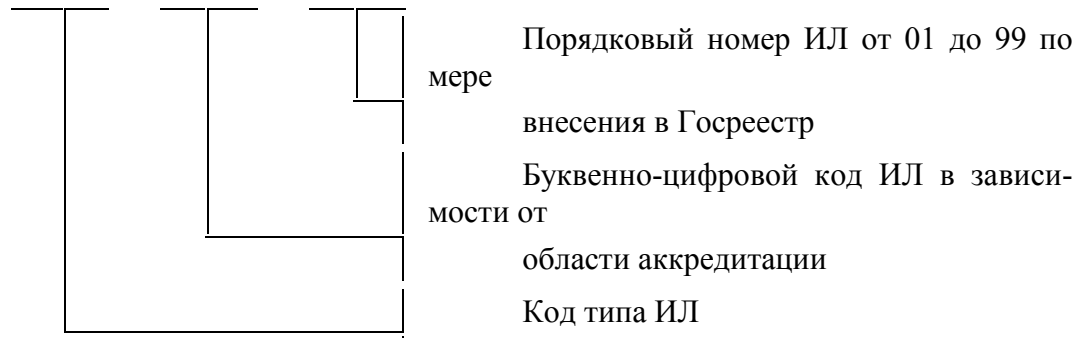 Порядковый номер ИЛ от 01 до 99 по
мере
внесения в Госреестр
Буквенно-цифровой код ИЛ в зависи-
мости от
области аккредитации
Код типа ИЛ